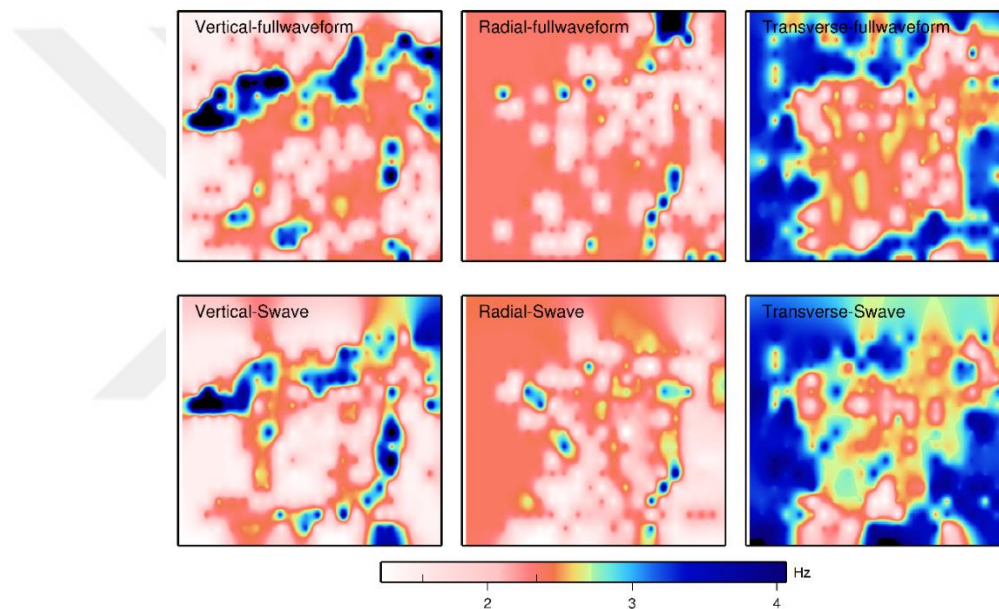 Vertical-fullwaveform
Radial-fullwaveform
Transverse-fullwaveform
Vertical-Swave
Radial-Swave
Transverse-Swave
Hz
2 3 4